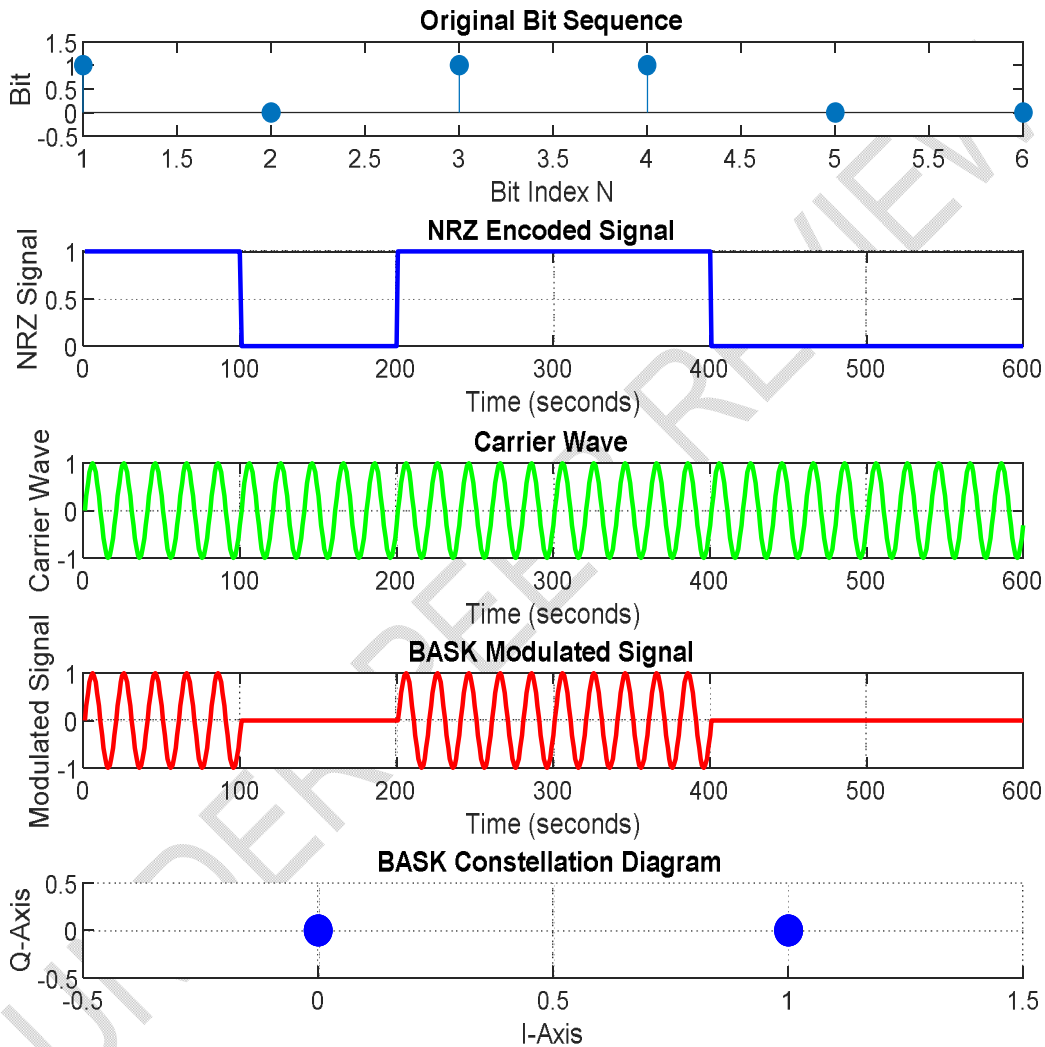 Original Bit Sequence
1.5
1
0.5
0
-0.5
Bit
1 1.5 2 2.5 3 3.5 4 4.5 5 5.5 6
Bit Index N
NRZ Encoded Signal
1
0.5
0
NRZ Signal
0 100 200 300 400 500 600
Time (seconds)
Carrier Wave
1
0
-1
Carrier Wave
0 100 200 300 400 500 600
Time (seconds)
BASK Modulated Signal
1
0
-1
Modulated Signal
0 100 200 300 400 500 600
Time (seconds)
BASK Constellation Diagram
0.5
0
-0.5
Q-Axis
-0.5 0 0.5 1 1.5
I-Axis
UNDER PEER REVIEW